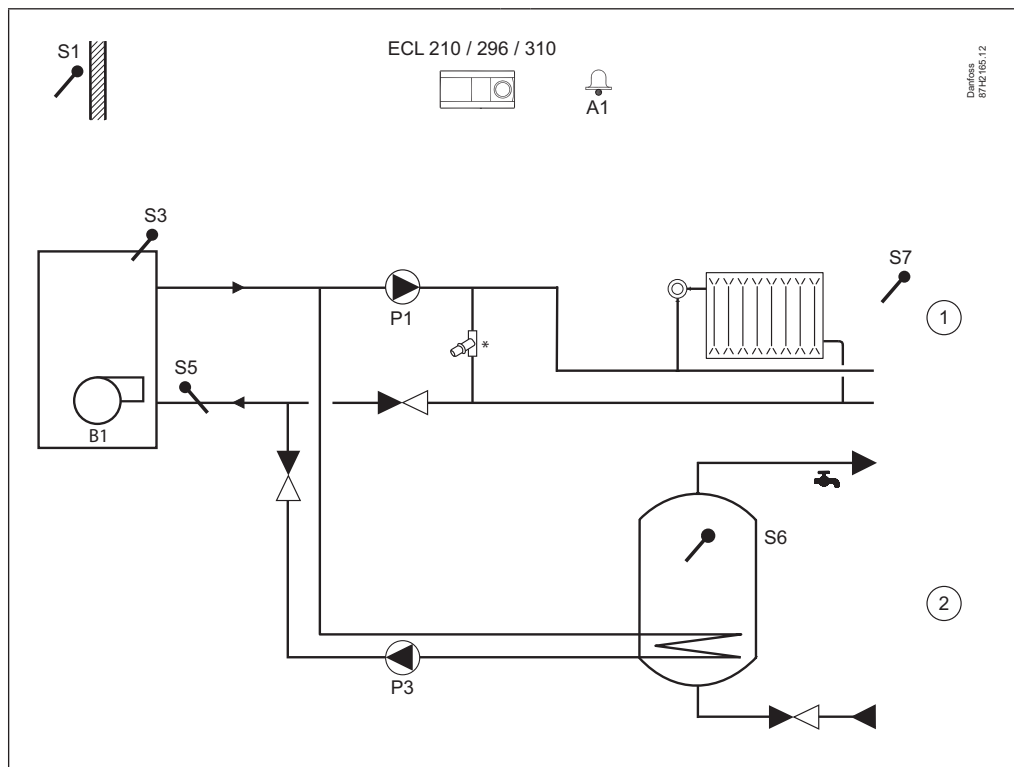 S1
ECL 210 / 296 / 310
A1
Danfoss
87H2165.12
S3
S7
P1
*
1
S5
B1
S6
2
P3